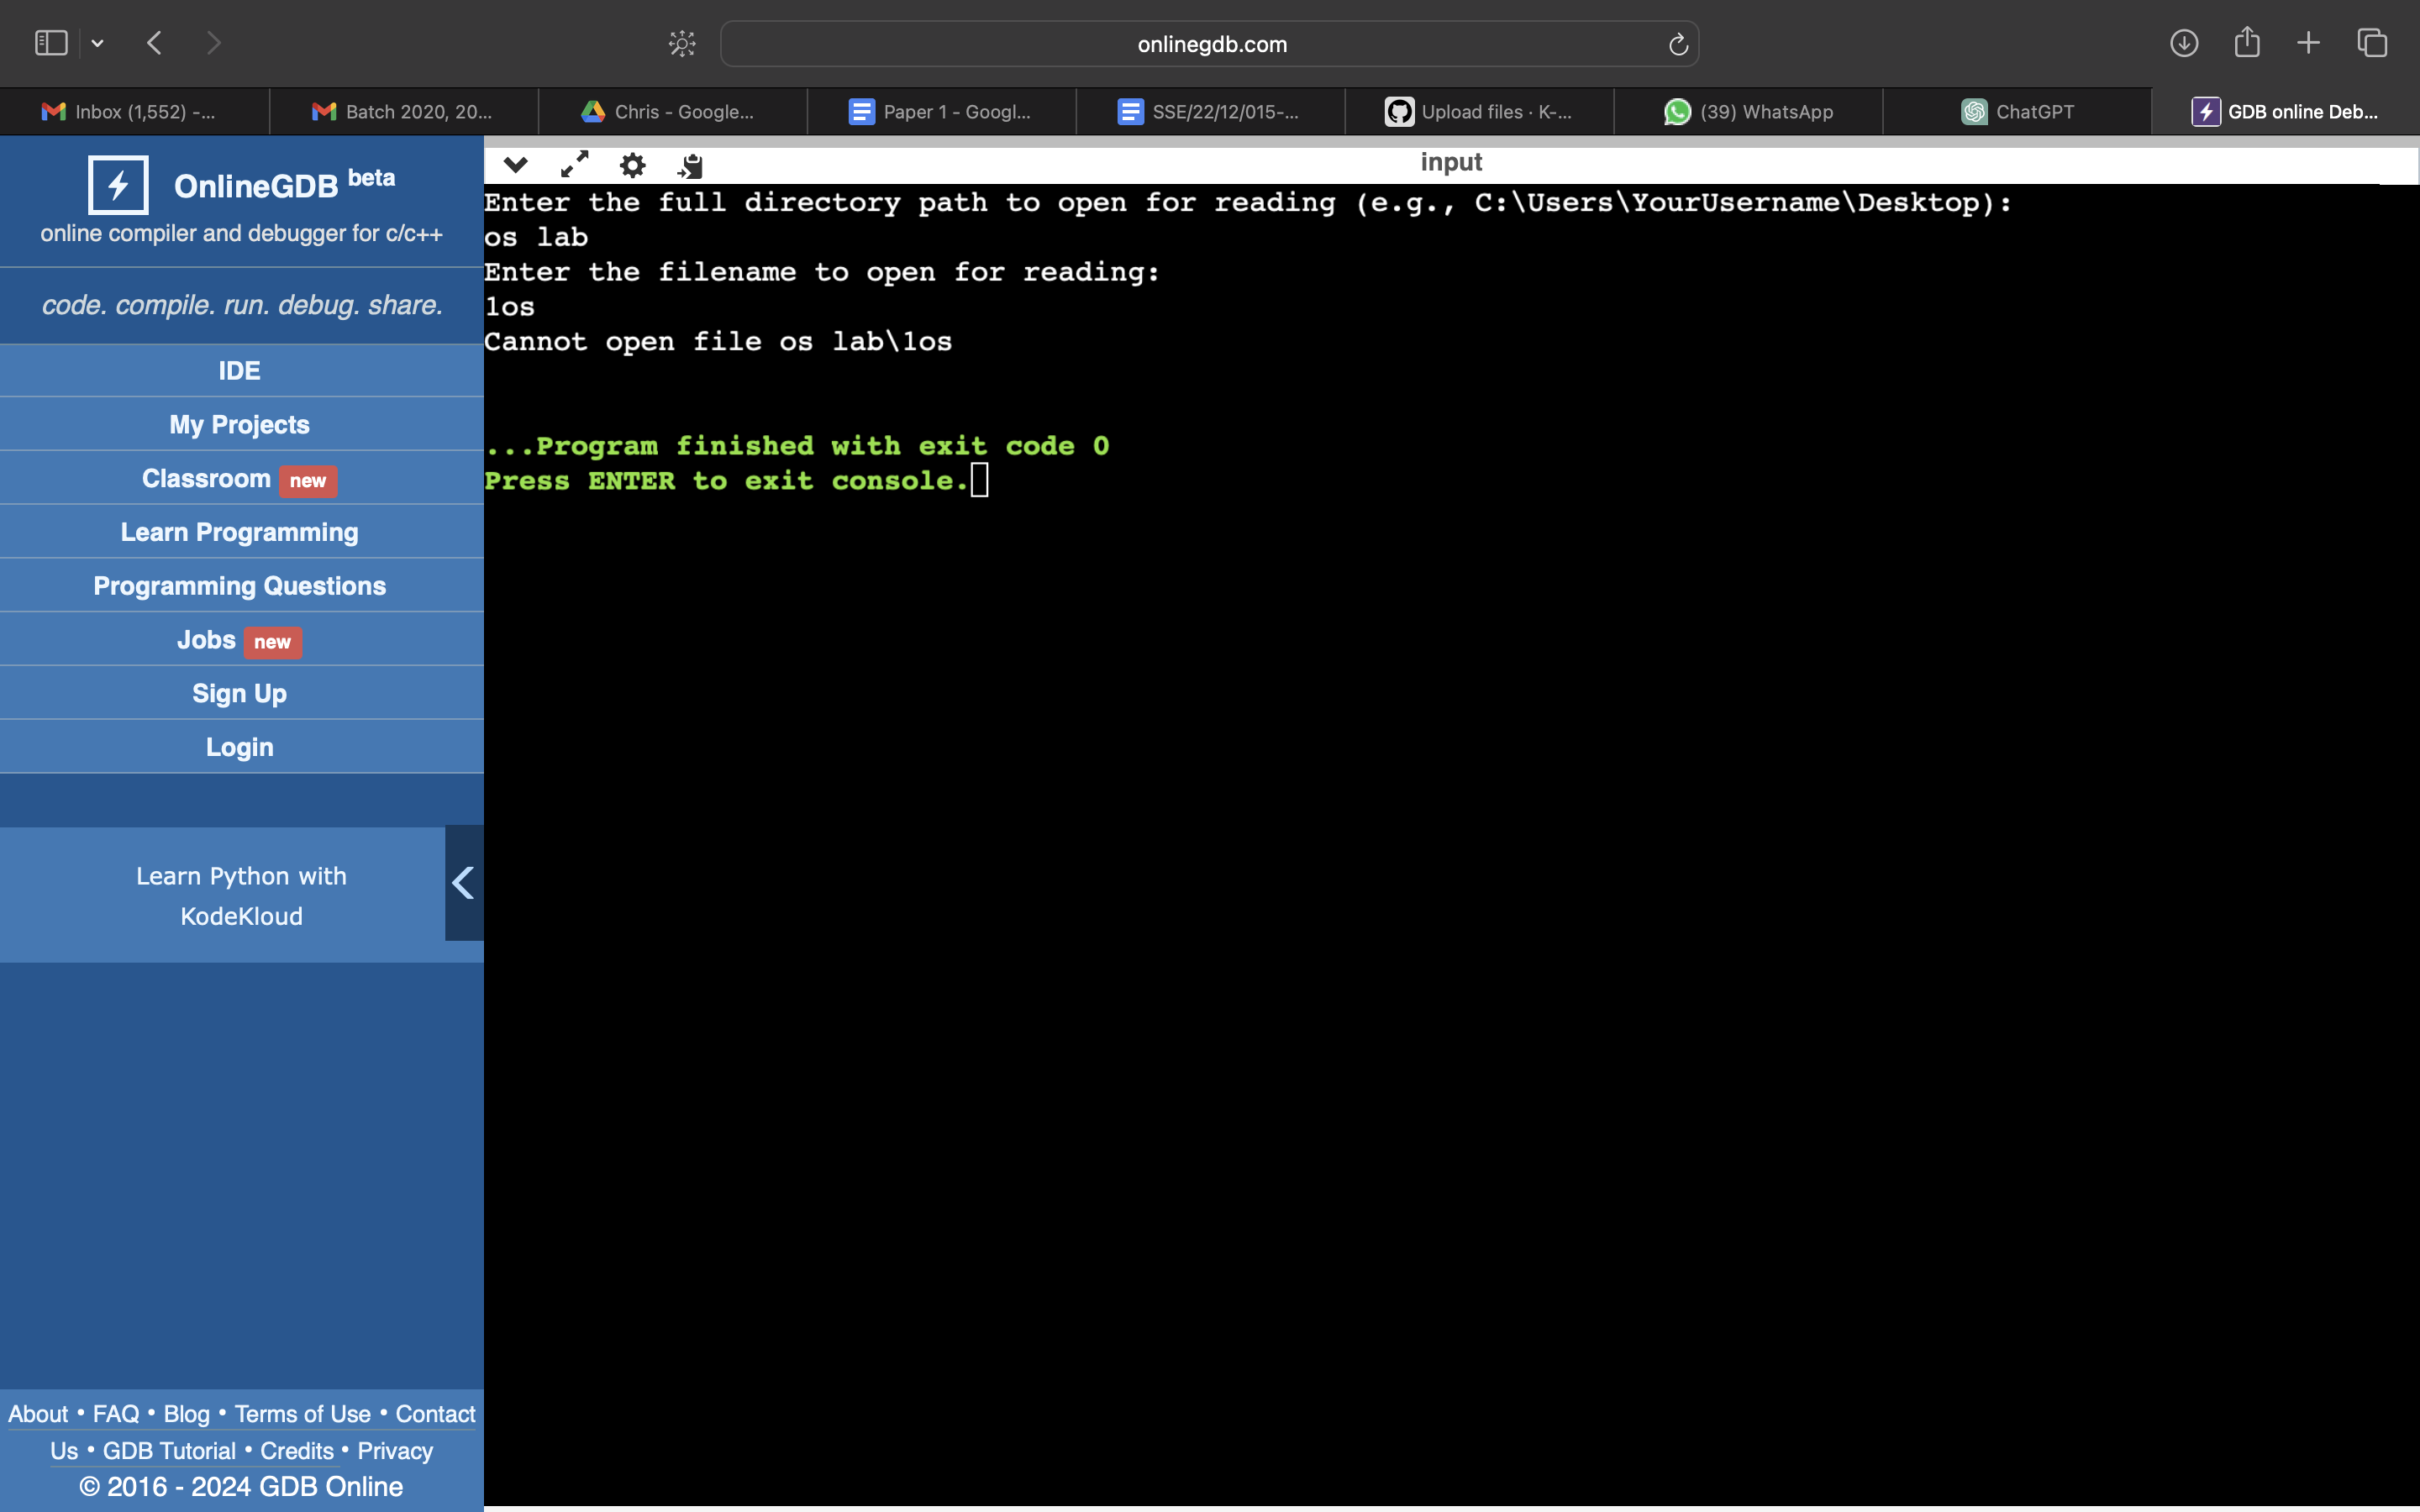 onlinegdb.com
Inbox (1,552) -...
Batch 2020, 20...
Chris - Google...
Paper 1 - Googl...
SSE/22/12/015-...
Upload files · K-...
(39) WhatsApp
ChatGPT
GDB online Deb...
OnlineGDB beta
online compiler and debugger for c/c++
code. compile. run. debug. share.
IDE
My Projects
Classroom new
Learn Programming
Programming Questions
Jobs new
Sign Up
Login
Learn Python with
KodeKloud
About • FAQ • Blog • Terms of Use • Contact
Us • GDB Tutorial • Credits • Privacy
© 2016 - 2024 GDB Online
input
Enter the full directory path to open for reading (e.g., C:\Users\YourUsername\Desktop):
os lab
Enter the filename to open for reading:
1os
Cannot open file os lab\1os
...Program finished with exit code 0
Press ENTER to exit console.